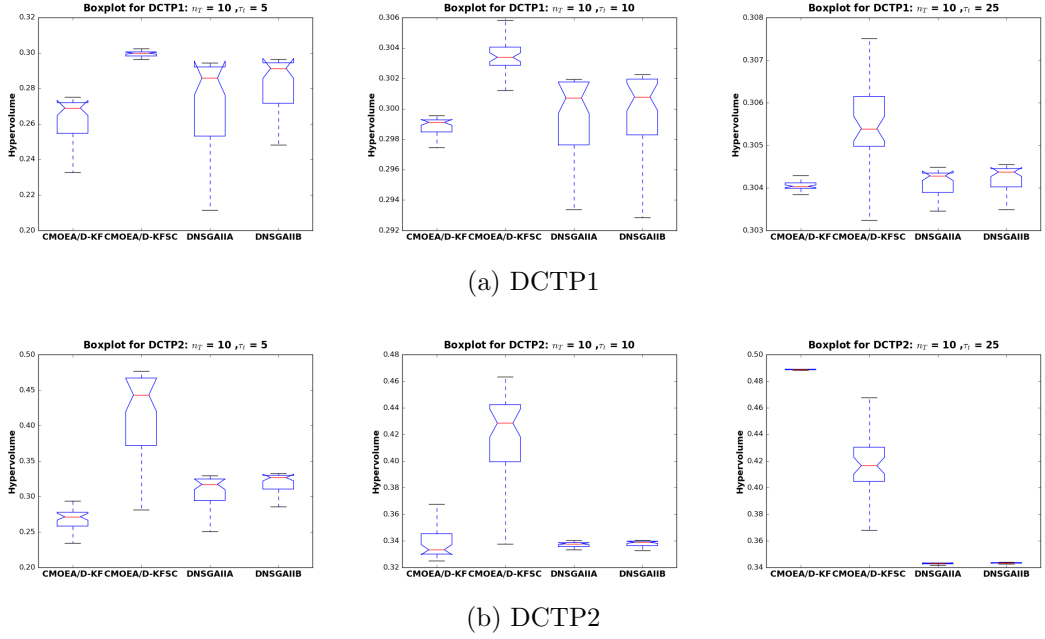 Boxplot for DCTP1: n_T = 10 ,τ_t = 5
Hypervolume
0.32
0.30
0.28
0.26
0.24
0.22
0.20
CMOEA/D-KF CMOEA/D-KFSC DNSGAIIA DNSGAIIB
Boxplot for DCTP1: n_T = 10 ,τ_t = 10
Hypervolume
0.306
0.304
0.302
0.300
0.298
0.296
0.294
0.292
CMOEA/D-KF CMOEA/D-KFSC DNSGAIIA DNSGAIIB
Boxplot for DCTP1: n_T = 10 ,τ_t = 25
Hypervolume
0.308
0.307
0.306
0.305
0.304
0.303
CMOEA/D-KF CMOEA/D-KFSC DNSGAIIA DNSGAIIB
(a) DCTP1
Boxplot for DCTP2: n_T = 10 ,τ_t = 5
Hypervolume
0.50
0.45
0.40
0.35
0.30
0.25
0.20
CMOEA/D-KF CMOEA/D-KFSC DNSGAIIA DNSGAIIB
Boxplot for DCTP2: n_T = 10 ,τ_t = 10
Hypervolume
0.48
0.46
0.44
0.42
0.40
0.38
0.36
0.34
0.32
CMOEA/D-KF CMOEA/D-KFSC DNSGAIIA DNSGAIIB
Boxplot for DCTP2: n_T = 10 ,τ_t = 25
Hypervolume
0.50
0.48
0.46
0.44
0.42
0.40
0.38
0.36
0.34
CMOEA/D-KF CMOEA/D-KFSC DNSGAIIA DNSGAIIB
(b) DCTP2